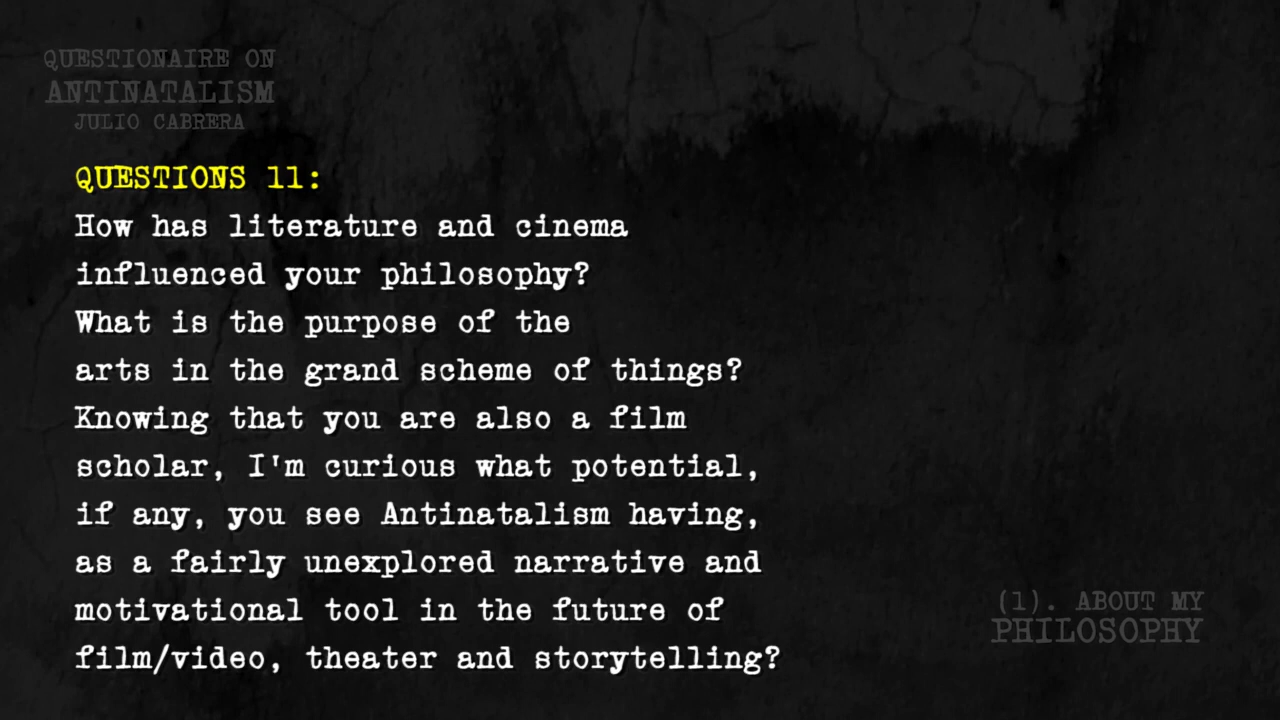 QUESTIONAIRE ON
ANTINATALISM
JULIO CABRERA
QUESTIONS 11:
How has literature and cinema
influenced your philosophy?
What is the purpose of the
arts in the grand scheme of things?
Knowing that you are also a film
scholar, I'm curious what potential,
if any, you see Antinatalism having,
as a fairly unexplored narrative and
motivational tool in the future of
film/video, theater and storytelling?
(1). ABOUT MY
PHILOSOPHY